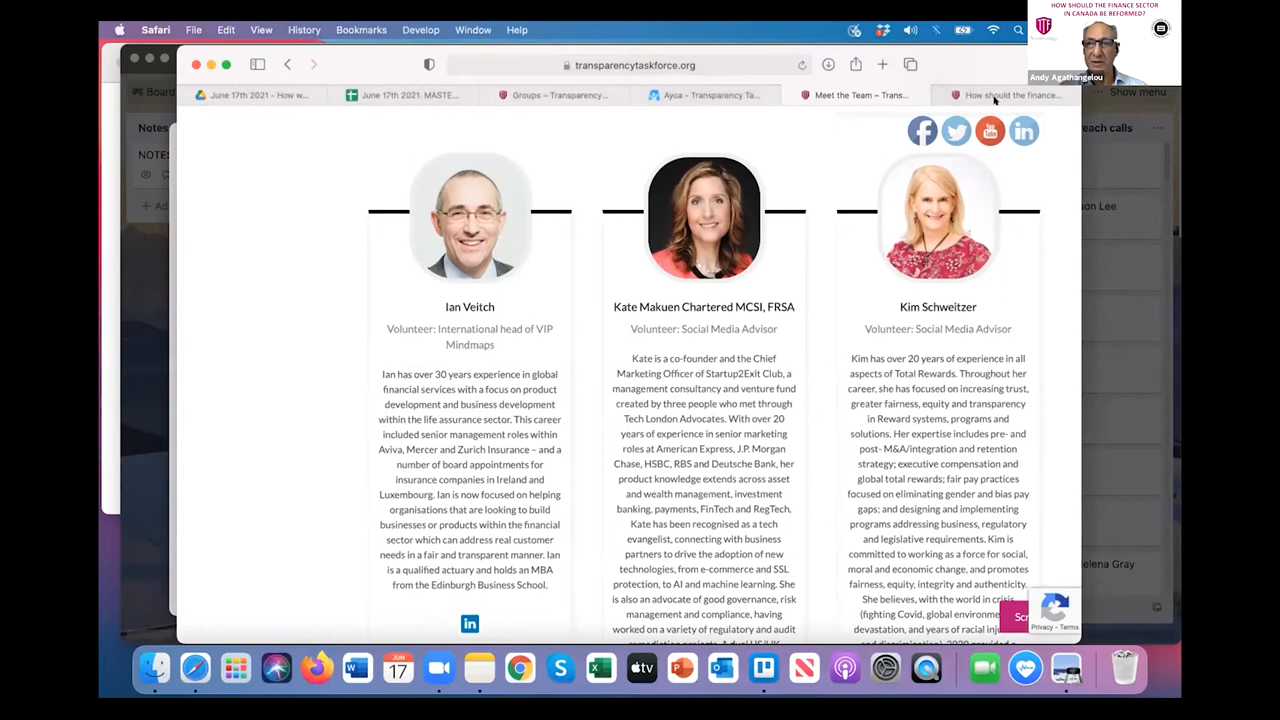 Safari File Edit View History Bookmarks Develop Window Help
HOW SHOULD THE FINANCE SECTOR
IN CANADA BE REFORMED?
Andy Agathangelou
transparencytaskforce.org
June 17th 2021 – How w...
June 17th 2021. MASTE...
Groups – Transparency...
Ayoa – Transparency Ta...
Meet the Team – Trans...
How should the finance...
Board
Show menu
Notes
NOTES
reach calls
son Lee
elena Gray
Ian Veitch
Volunteer: International head of VIP
Mindmaps
Ian has over 30 years experience in global
financial services with a focus on product
development and business development
within the life assurance sector. This career
included senior management roles within
Aviva, Mercer and Zurich Insurance – and a
number of board appointments for
insurance companies in Ireland and
Luxembourg. Ian is now focused on helping
organisations that are looking to build
businesses or products within the financial
sector which can address real customer
needs in a fair and transparent manner. Ian
is a qualified actuary and holds an MBA
from the Edinburgh Business School.
in
Kate Makuen Chartered MCSI, FRSA
Volunteer: Social Media Advisor
Kate is a co-founder and the Chief
Marketing Officer of Startup2Exit Club, a
management consultancy and venture fund
created by three people who met through
Tech London Advocates. With over 20
years of experience in senior marketing
roles at American Express, J.P. Morgan
Chase, HSBC, RBS and Deutsche Bank, her
product knowledge extends across asset
and wealth management, investment
banking, payments, FinTech and RegTech.
Kate has been recognised as a tech
evangelist, connecting with business
partners to drive the adoption of new
technologies, from e-commerce and SSL
protection, to AI and machine learning. She
is also an advocate of good governance, risk
management and compliance, having
worked on a variety of regulatory and audit
Kim Schweitzer
Volunteer: Social Media Advisor
Kim has over 20 years of experience in all
aspects of Total Rewards. Throughout her
career, she has focused on increasing trust,
greater fairness, equity and transparency
in Reward systems, programs and
solutions. Her expertise includes pre- and
post- M&A/integration and retention
strategy; executive compensation and
global total rewards; fair pay practices
focused on eliminating gender and bias pay
gaps; and designing and implementing
programs addressing business, regulatory
and legislative requirements. Kim is
committed to working as a force for social,
moral and economic change, and promotes
fairness, equity, integrity and authenticity.
She believes, with the world in crisis
(fighting Covid, global environme
devastation, and years of racial inju
Privacy - Terms
JUN
17